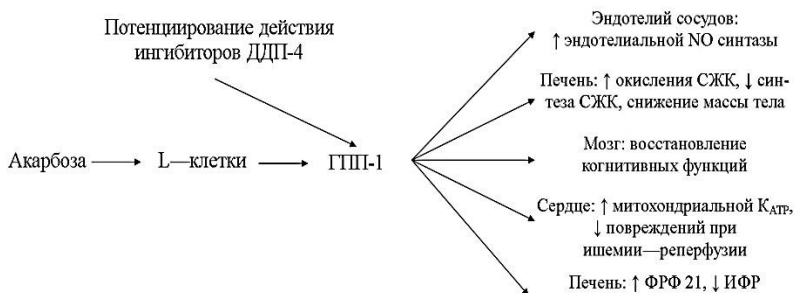 Потенциирование действия
ингибиторов ДДП-4
Акарбоза
L—клетки
ГПП-1
Эндотелий сосудов:
↑ эндотелиальной NO синтазы
Печень: ↑ окисления СЖК, ↓ син-
теза СЖК, снижение массы тела
Мозг: восстановление
когнитивных функций
Сердце: ↑ митохондриальной KATP,
↓ повреждений при
ишемии—реперфузии
Печень: ↑ ФРФ 21, ↓ ИФР